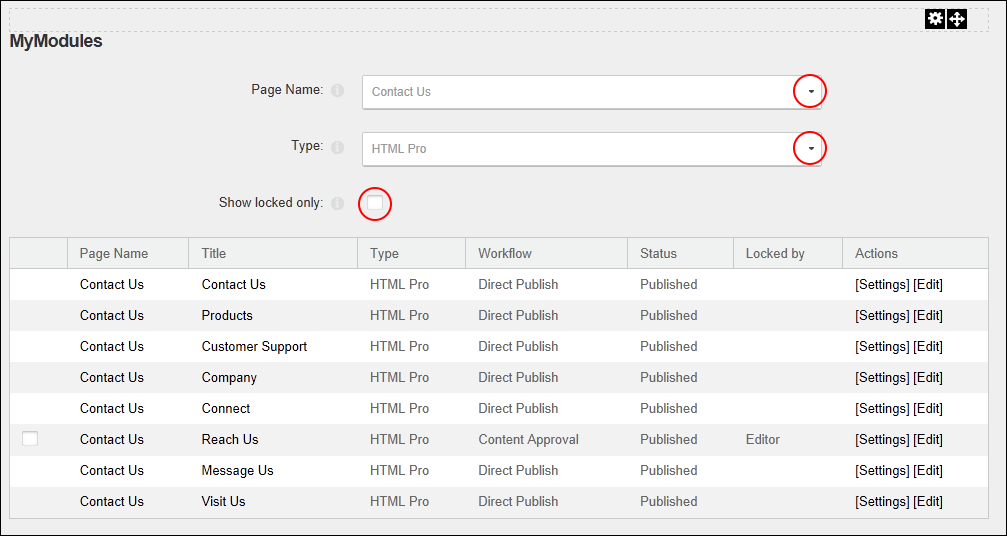 MyModules
Page Name: Contact Us
Type: HTML Pro
Show locked only:
Page Name Title Type Workflow Status Locked by Actions
Contact Us Contact Us HTML Pro Direct Publish Published [Settings] [Edit]
Contact Us Products HTML Pro Direct Publish Published [Settings] [Edit]
Contact Us Customer Support HTML Pro Direct Publish Published [Settings] [Edit]
Contact Us Company HTML Pro Direct Publish Published [Settings] [Edit]
Contact Us Connect HTML Pro Direct Publish Published [Settings] [Edit]
Contact Us Reach Us HTML Pro Content Approval Published Editor [Settings] [Edit]
Contact Us Message Us HTML Pro Direct Publish Published [Settings] [Edit]
Contact Us Visit Us HTML Pro Direct Publish Published [Settings] [Edit]